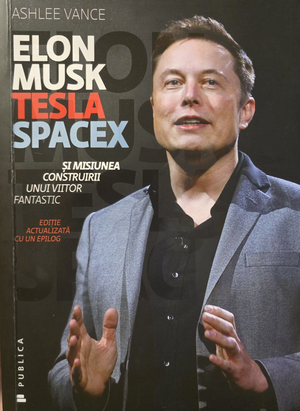 ASHLEE VANCE
ELON
MUSK
TESLA
SPACEX
ȘI MISIUNEA
CONSTRUIRII
UNUI VIITOR
FANTASTIC
EDIȚIE
ACTUALIZATĂ
CU UN EPILOG
PUBLICA